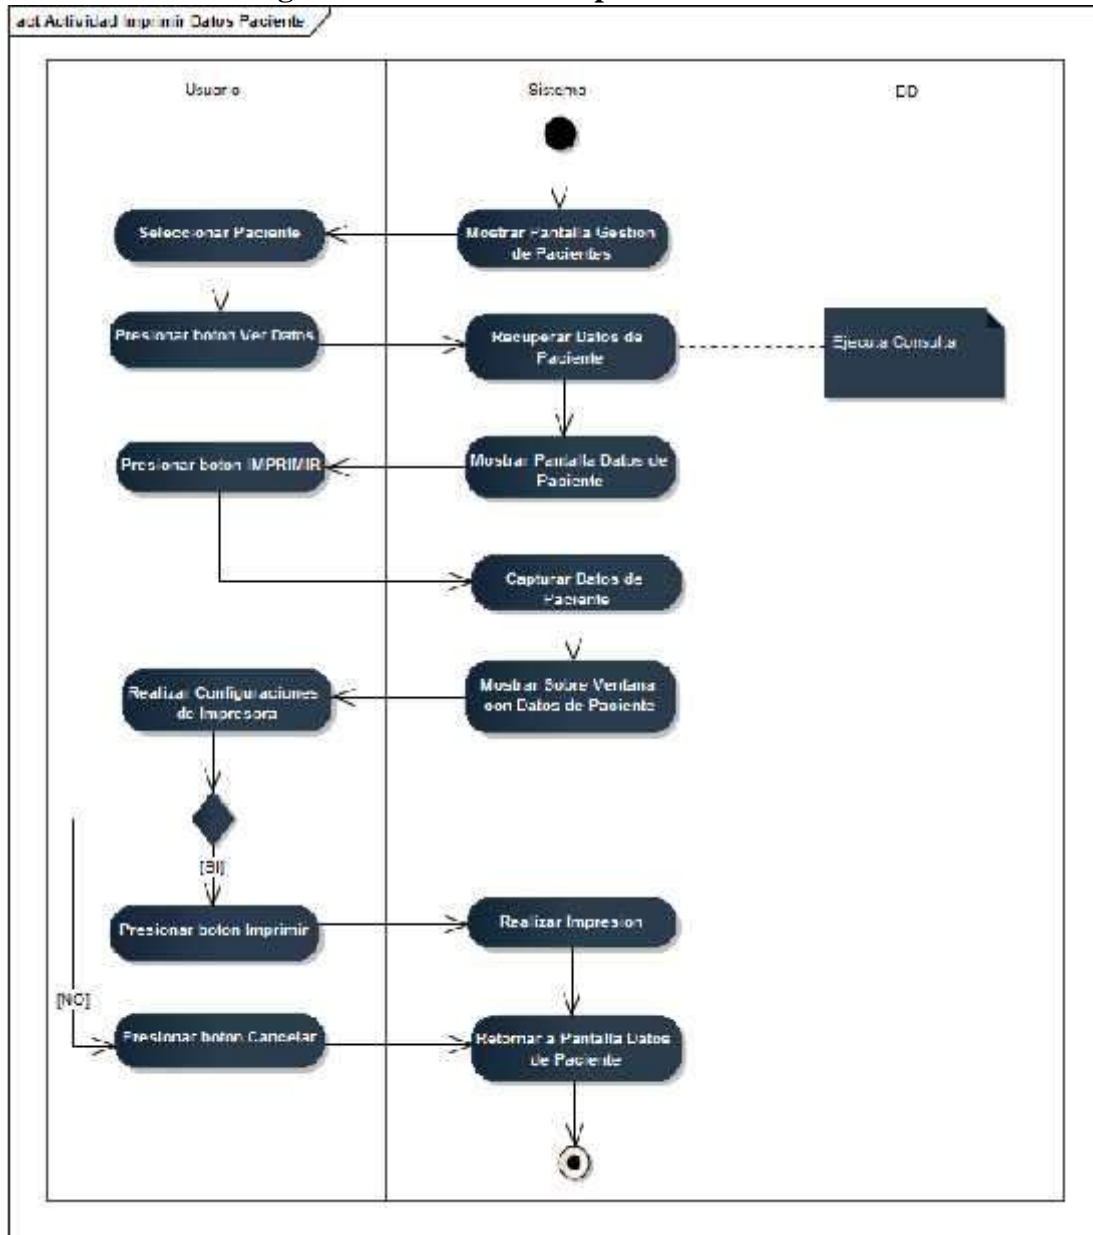 act Actividad Imprimir Datos Paciente
Usuario
Sistema
BD
Seleccionar Paciente
Mostrar Pantalla Gestion
de Pacientes
Presionar boton Ver Datos
Recuperar Datos de
Paciente
Ejecuta Consulta
Presionar boton IMPRIMIR
Mostrar Pantalla Datos de
Paciente
Capturar Datos de
Paciente
Realizar Configuraciones
de Impresora
Mostrar Sobre Ventana
con Datos de Paciente
[SI]
Presionar boton Imprimir
Realizar Impresion
[NO]
Presionar boton Cancelar
Retornar a Pantalla Datos
de Paciente